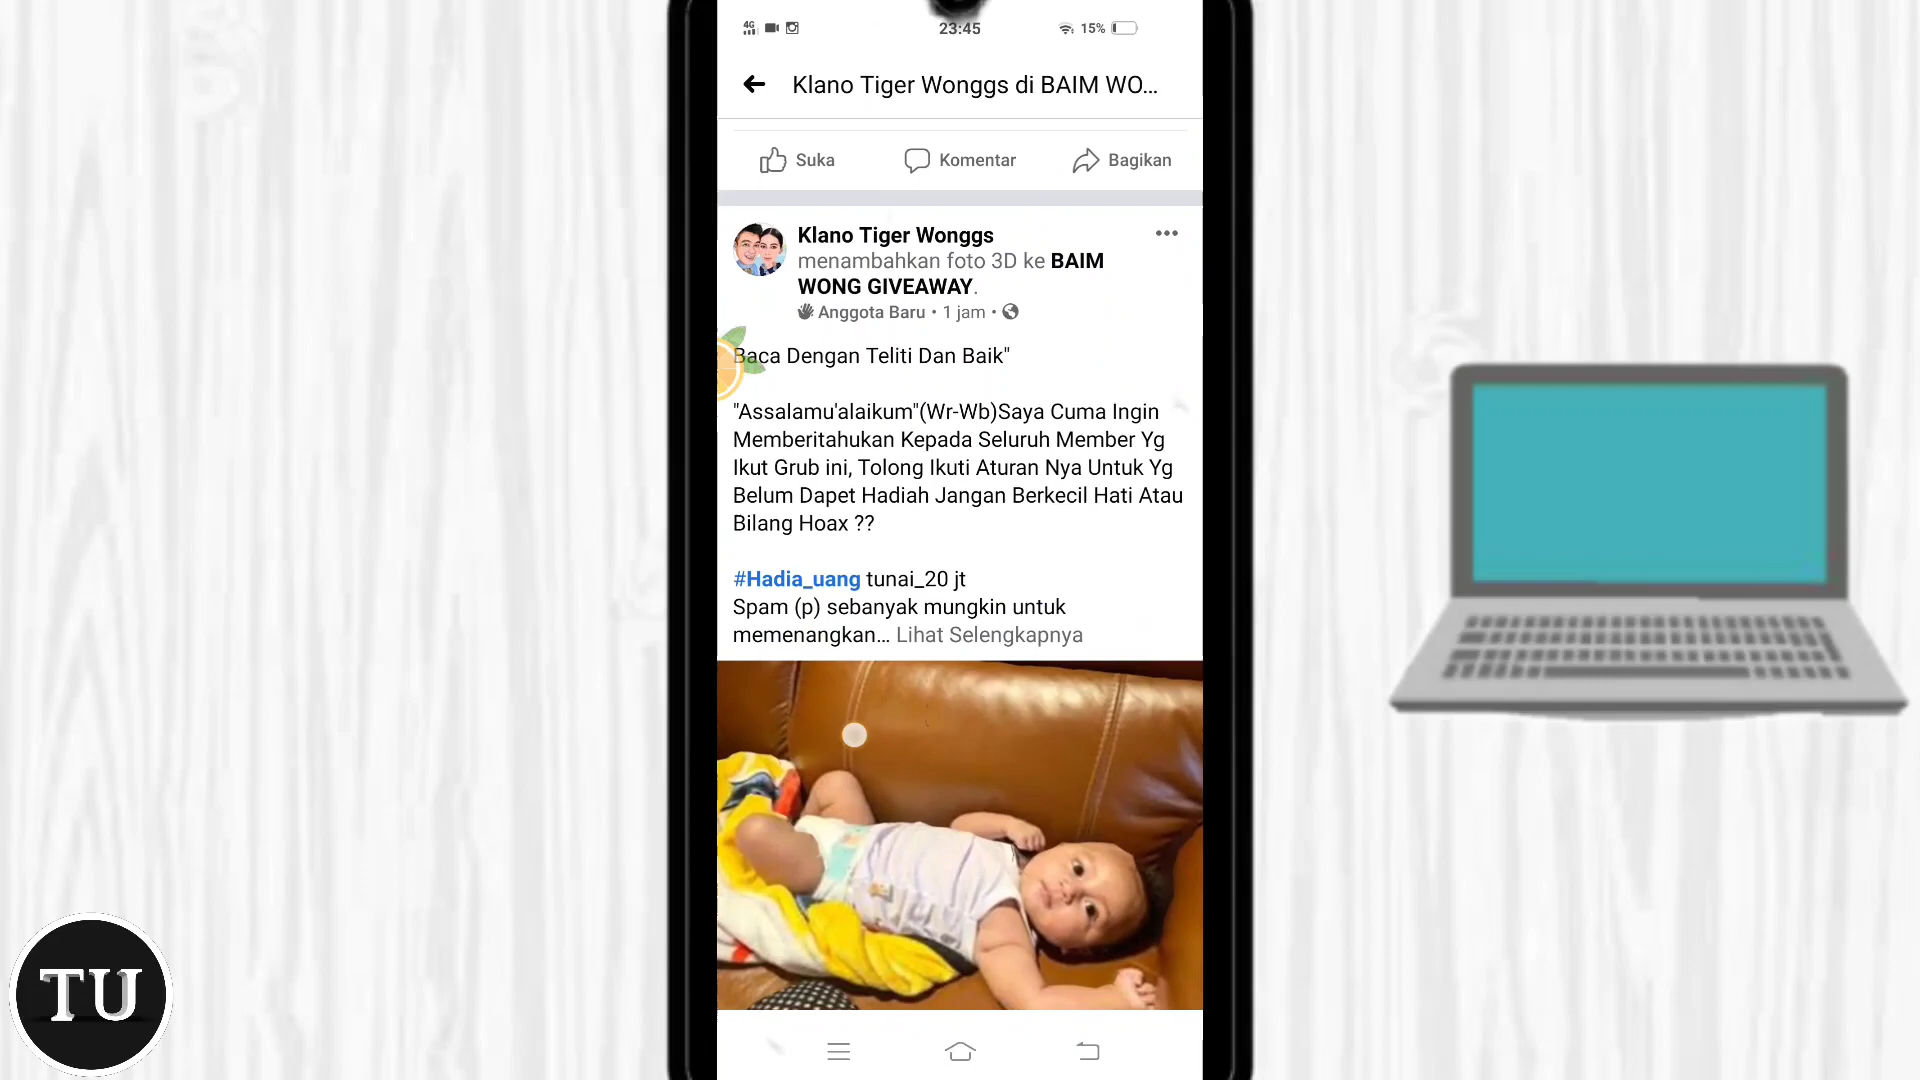 4G
23:45
15%
Klano Tiger Wonggs di BAIM WO...
Suka
Komentar
Bagikan
Klano Tiger Wonggs
menambahkan foto 3D ke BAIM
WONG GIVEAWAY.
Anggota Baru • 1 jam •
Baca Dengan Teliti Dan Baik"
"Assalamu'alaikum"(Wr-Wb)Saya Cuma Ingin
Memberitahukan Kepada Seluruh Member Yg
Ikut Grub ini, Tolong Ikuti Aturan Nya Untuk Yg
Belum Dapet Hadiah Jangan Berkecil Hati Atau
Bilang Hoax ??
#Hadia_uang tunai_20 jt
Spam (p) sebanyak mungkin untuk
memenangkan... Lihat Selengkapnya
TU